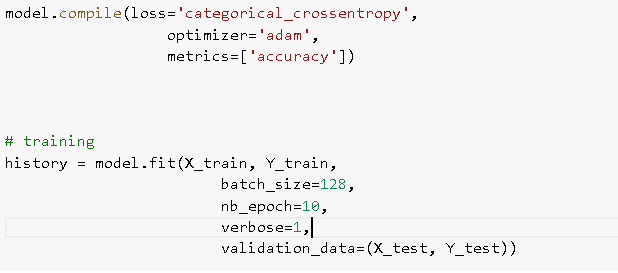 model.compile(loss='categorical_crossentropy',
optimizer='adam',
metrics=['accuracy'])
# training
history = model.fit(X_train, Y_train,
batch_size=128,
nb_epoch=10,
verbose=1,
validation_data=(X_test, Y_test))